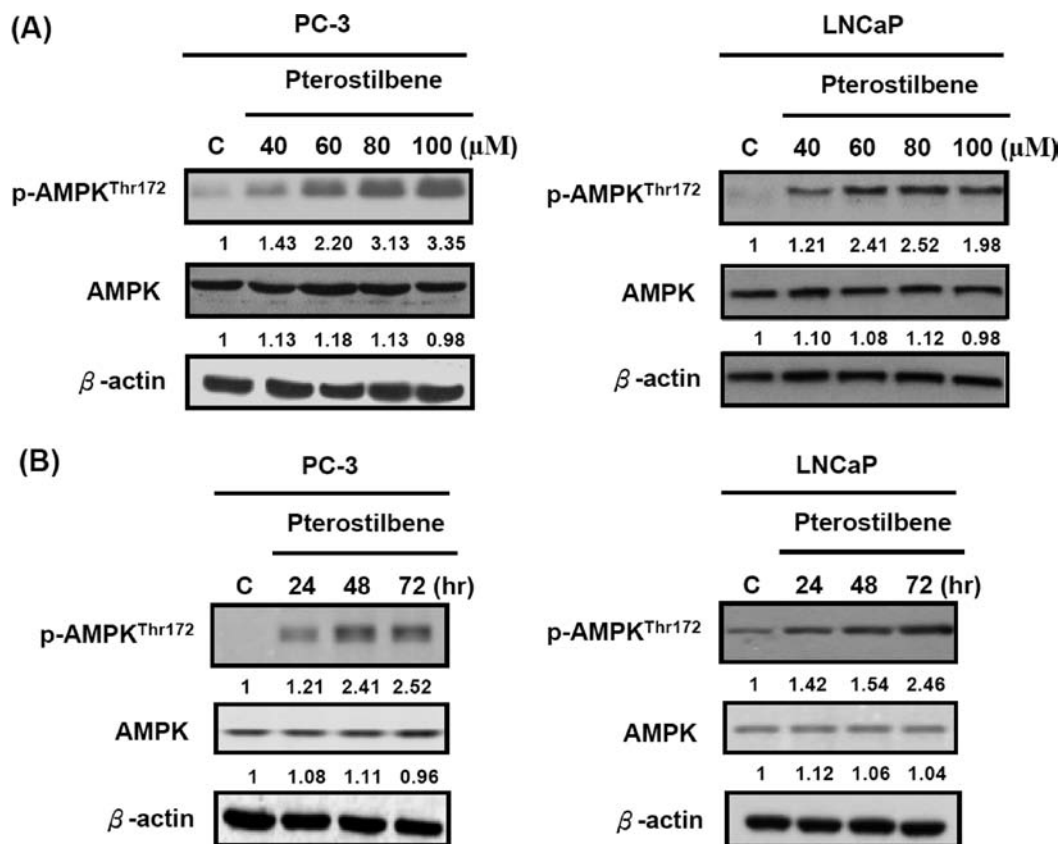 (A)
PC-3
LNCaP
Pterostilbene
Pterostilbene
C 40 60 80 100 (µM)
C 40 60 80 100 (µM)
p-AMPKThr172
p-AMPKThr172
1 1.43 2.20 3.13 3.35
1 1.21 2.41 2.52 1.98
AMPK
AMPK
1 1.13 1.18 1.13 0.98
1 1.10 1.08 1.12 0.98
β-actin
β-actin
(B)
PC-3
LNCaP
Pterostilbene
Pterostilbene
C 24 48 72 (hr)
C 24 48 72 (hr)
p-AMPKThr172
p-AMPKThr172
1 1.21 2.41 2.52
1 1.42 1.54 2.46
AMPK
AMPK
1 1.08 1.11 0.96
1 1.12 1.06 1.04
β-actin
β-actin